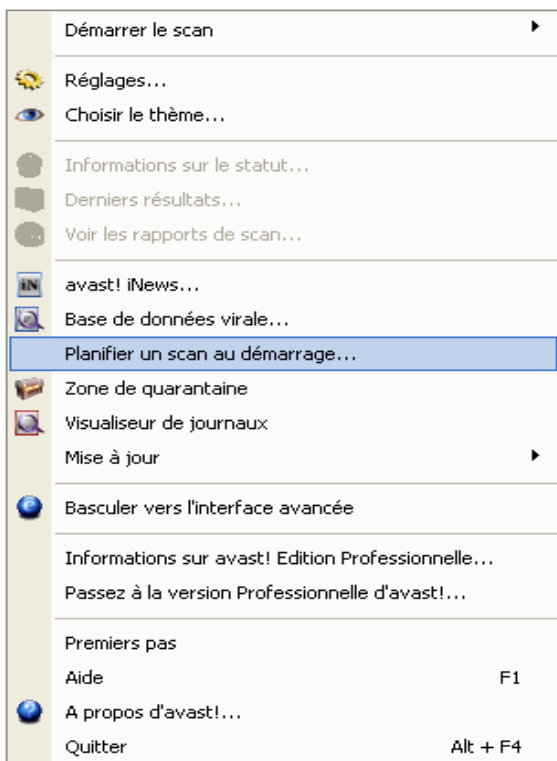 Démarrer le scan
Réglages...
Choisir le thème...
Informations sur le statut...
Derniers résultats...
Voir les rapports de scan...
iN avast! iNews...
Base de données virale...
Planifier un scan au démarrage...
Zone de quarantaine
Visualiseur de journaux
Mise à jour
Basculer vers l'interface avancée
Informations sur avast! Edition Professionnelle...
Passez à la version Professionnelle d'avast!...
Premiers pas
Aide F1
A propos d'avast!...
Quitter Alt + F4